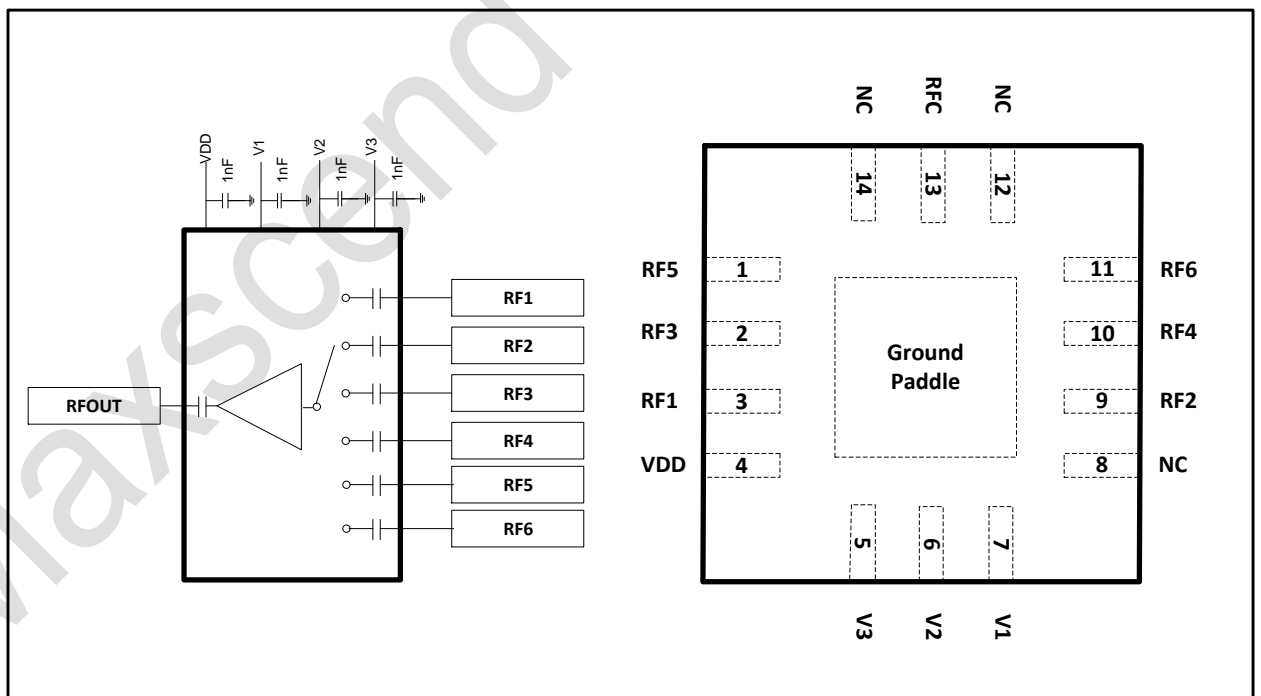 Maxscend
VDD
1nF
V1
1nF
V2
1nF
V3
1nF
RF1
RF2
RF3
RF4
RF5
RF6
RFOUT
NC
RFC
NC
14
13
12
RF5
1
11
RF6
RF3
2
10
RF4
Ground
Paddle
RF1
3
9
RF2
VDD
4
8
NC
5
6
7
V3
V2
V1